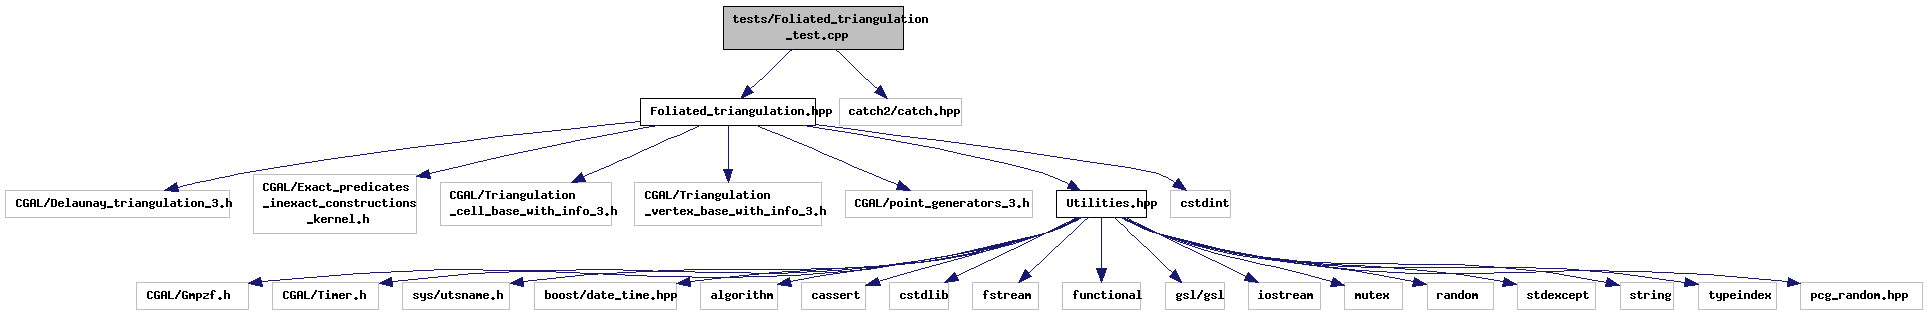 tests/Foliated_triangulation
_test.cpp
Foliated_triangulation.hpp
catch2/catch.hpp
CGAL/Delaunay_triangulation_3.h
CGAL/Exact_predicates
_inexact_constructions
_kernel.h
CGAL/Triangulation
_cell_base_with_info_3.h
CGAL/Triangulation
_vertex_base_with_info_3.h
CGAL/point_generators_3.h
Utilities.hpp
cstdint
CGAL/Gmpzf.h
CGAL/Timer.h
sys/utsname.h
boost/date_time.hpp
algorithm
cassert
cstdlib
fstream
functional
gsl/gsl
iostream
mutex
random
stdexcept
string
typeindex
pcg_random.hpp